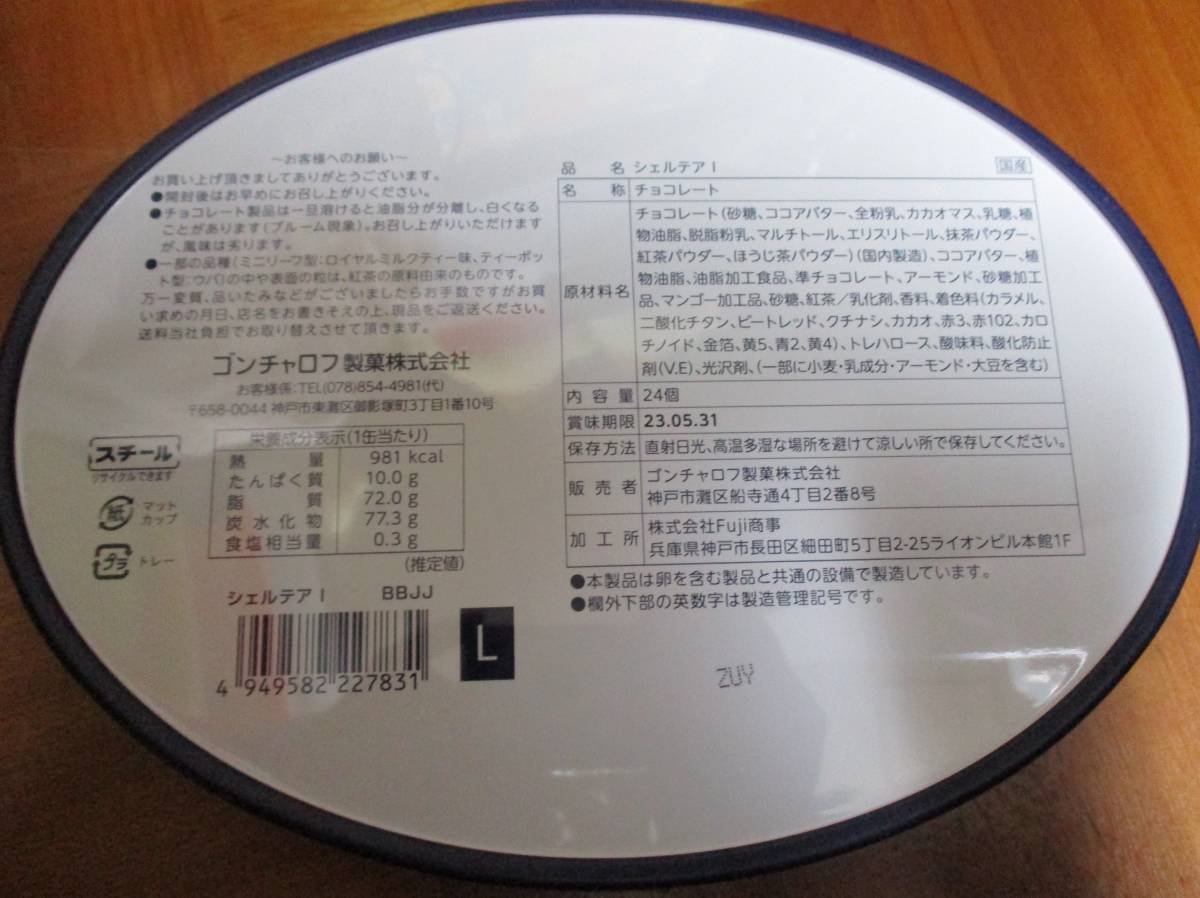 ～お客様へのお願い～
お買い上げ頂きましてありがとうございます。
●開封後はお早めにお召し上がりください。
●チョコレート製品は一旦溶けると油脂分が分離し、白くなる
ことがあります(ブルーム現象)。お召し上がりいただけます
が、風味は劣ります。
●一部の品種(ミニリーフ型:ロイヤルミルクティー味、ティーポッ
ト型:ウバ)の中や表面の粒は、紅茶の原料由来のものです。
万一変質、品いたみなどがございましたらお手数ですがお買
い求めの月日、店名をお書きそえの上、現品をご返送ください。
送料当社負担でお取り替えさせて頂きます。
ゴンチャロフ製菓株式会社
お客様係:TEL(078)854-4981(代)
〒658-0044 神戸市東灘区御影塚町3丁目1番10号
スチール
リサイクルできます
紙
マット
カップ
プラ
トレー
栄養成分表示(1缶当たり)
熱量 981 kcal
たんぱく質 10.0 g
脂質 72.0 g
炭水化物 77.3 g
食塩相当量 0.3 g
(推定値)
シェルテアⅠ BBJJ
4 949582 227831
L
品名 シェルテアⅠ 国産
名称 チョコレート
原材料名 チョコレート(砂糖、ココアバター、全粉乳、カカオマス、乳糖、植
物油脂、脱脂粉乳、マルチトール、エリスリトール、抹茶パウダー、
紅茶パウダー、ほうじ茶パウダー)(国内製造)、ココアバター、植
物油脂、油脂加工食品、準チョコレート、アーモンド、砂糖加工
品、マンゴー加工品、砂糖、紅茶/乳化剤、香料、着色料(カラメル、
二酸化チタン、ビートレッド、クチナシ、カカオ、赤3、赤102、カロ
チノイド、金箔、黄5、青2、黄4)、トレハロース、酸味料、酸化防止
剤(V.E)、光沢剤、(一部に小麦・乳成分・アーモンド・大豆を含む)
内容量 24個
賞味期限 23.05.31
保存方法 直射日光、高温多湿な場所を避けて涼しい所で保存してください。
販売者 ゴンチャロフ製菓株式会社
神戸市灘区船寺通4丁目2番8号
加工所 株式会社Fuji商事
兵庫県神戸市長田区細田町5丁目2-25ライオンビル本館1F
●本製品は卵を含む製品と共通の設備で製造しています。
●欄外下部の英数字は製造管理記号です。
ZUY